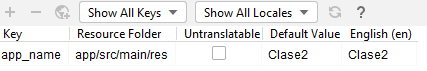 Show All Keys Show All Locales ?
Key Resource Folder Untranslatable Default Value English (en)
app_name app/src/main/res Clase2 Clase2